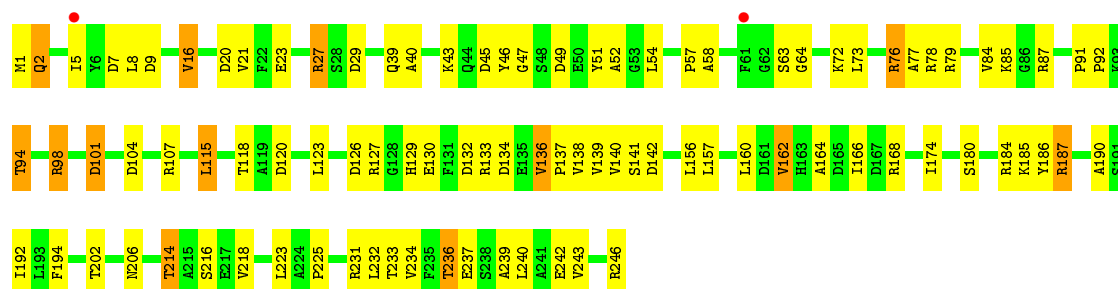 M1 Q2 I5 Y6 D7 L8 D9 V16 D20 V21 F22 E23 R27 S28 D29 Q39 A40 K43 Q44 D45 Y46 G47 S48 D49 E50 Y51 A52 G53 L54 P57 A58 F61 G62 S63 G64 K72 L73 R76 A77 R78 R79 V84 K85 G86 R87 P91 P92 K93
T94 R98 D101 D104 R107 L115 T118 A119 D120 L123 D126 R127 G128 H129 E130 F131 D132 R133 D134 E135 V136 P137 V138 V139 V140 S141 D142 L156 L157 L160 D161 V162 H163 A164 D165 I166 D167 R168 I174 S180 R184 K185 Y186 R187 A190 S191
I192 L193 F194 T202 N206 T214 A215 S216 E217 V218 L223 A224 P225 R231 L232 T233 V234 F235 T236 E237 S238 A239 L240 A241 E242 V243 R246